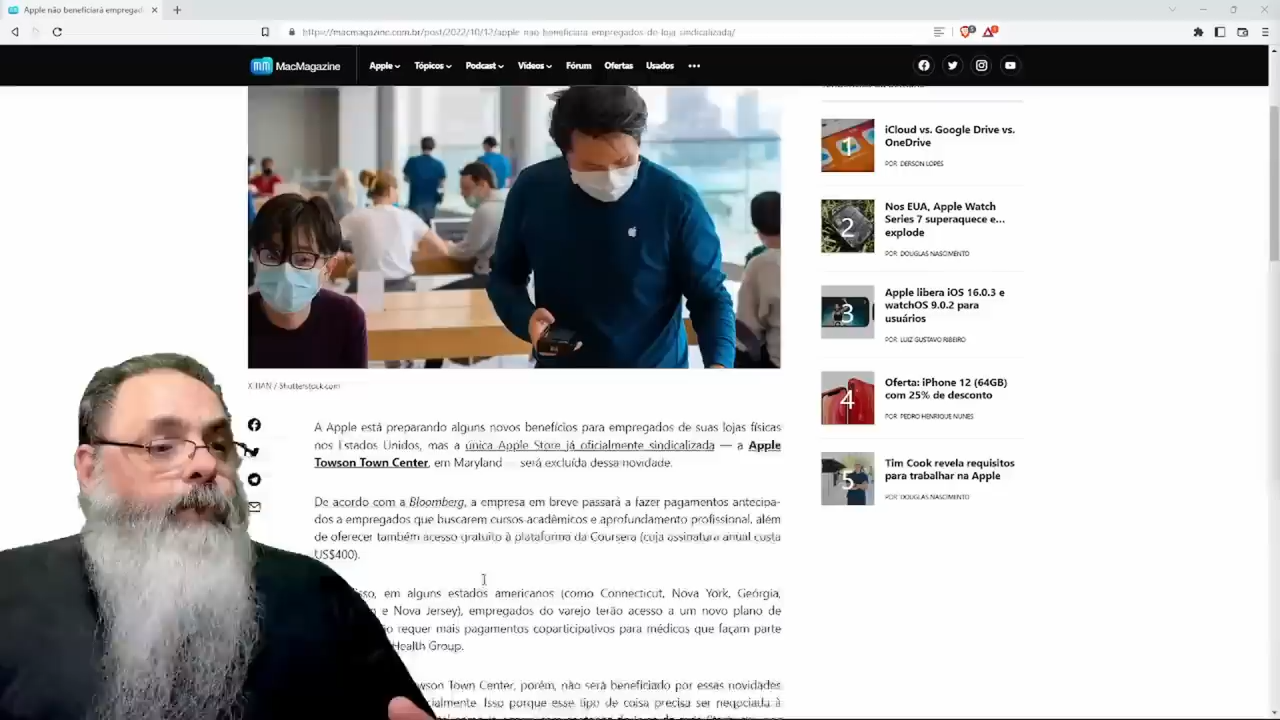 Apple não beneficiará empregad
https://macmagazine.com.br/post/2022/10/12/apple-nao-beneficiara-empregados-de-loja-sindicalizada/
MacMagazine
Apple
Tópicos
Podcast
Vídeos
Fórum
Ofertas
Usados
X HAN / Shutterstock.com
A Apple está preparando alguns novos benefícios para empregados de suas lojas físicas
nos Estados Unidos, mas a única Apple Store já oficialmente sindicalizada — a Apple
Towson Town Center, em Maryland será excluída dessa novidade.
De acordo com a Bloomberg, a empresa em breve passará a fazer pagamentos antecipa-
dos a empregados que buscarem cursos acadêmicos e aprofundamento profissional, além
de oferecer também acesso gratuito à plataforma da Coursera (cuja assinatura anual custa
US$400).
sso, em alguns estados americanos (como Connecticut, Nova York, Geórgia,
e Nova Jersey), empregados do varejo terão acesso a um novo plano de
requer mais pagamentos coparticipativos para médicos que façam parte
Health Group.
wson Town Center, porém, não será beneficiado por essas novidades
cialmente. Isso porque esse tipo de coisa precisa ser negociada à
1
iCloud vs. Google Drive vs.
OneDrive
POR DERSON LOPES
2
Nos EUA, Apple Watch
Series 7 superaquece e...
explode
POR DOUGLAS NASCIMENTO
3
Apple libera iOS 16.0.3 e
watchOS 9.0.2 para
usuários
POR LUIZ GUSTAVO RIBEIRO
4
Oferta: iPhone 12 (64GB)
com 25% de desconto
POR PEDRO HENRIQUE NUNES
5
Tim Cook revela requisitos
para trabalhar na Apple
POR DOUGLAS NASCIMENTO